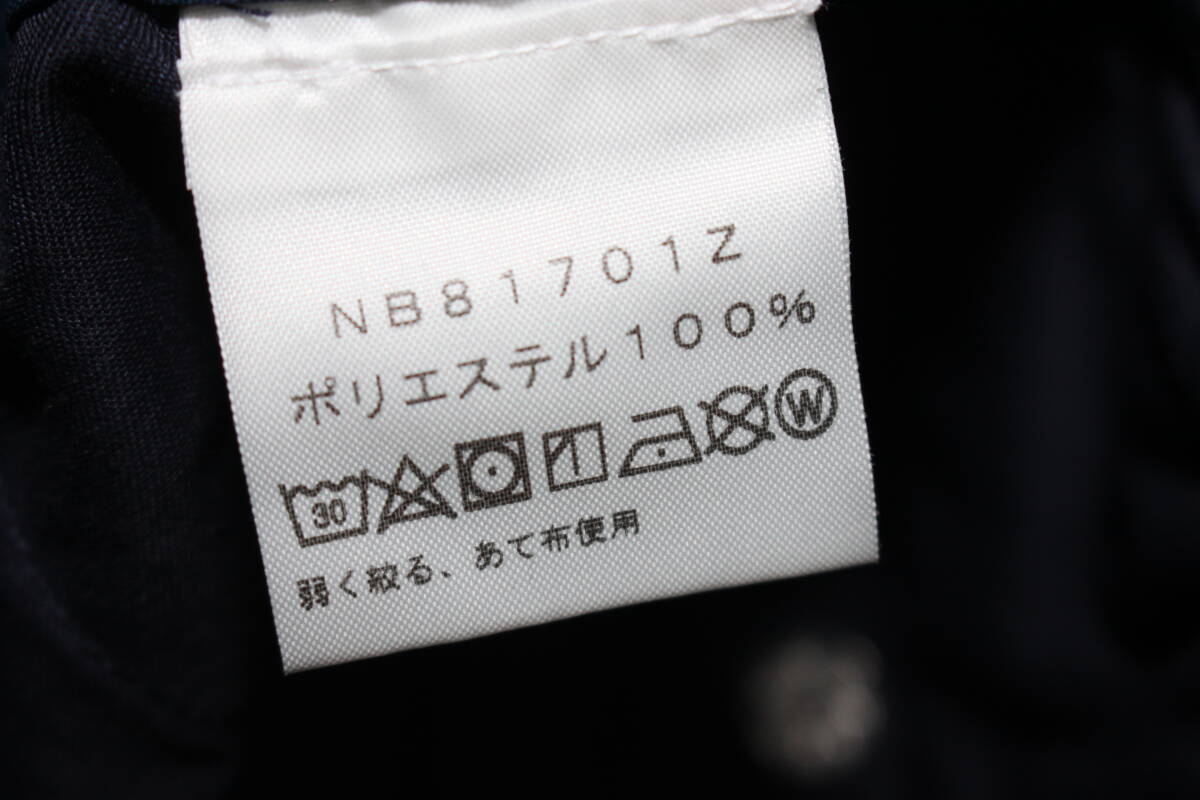 NB81701Z
ポリエステル100%
30 W
弱く絞る、あて布使用